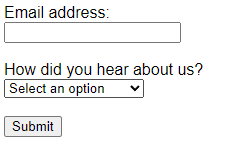 Email address:
How did you hear about us?
Select an option
Submit